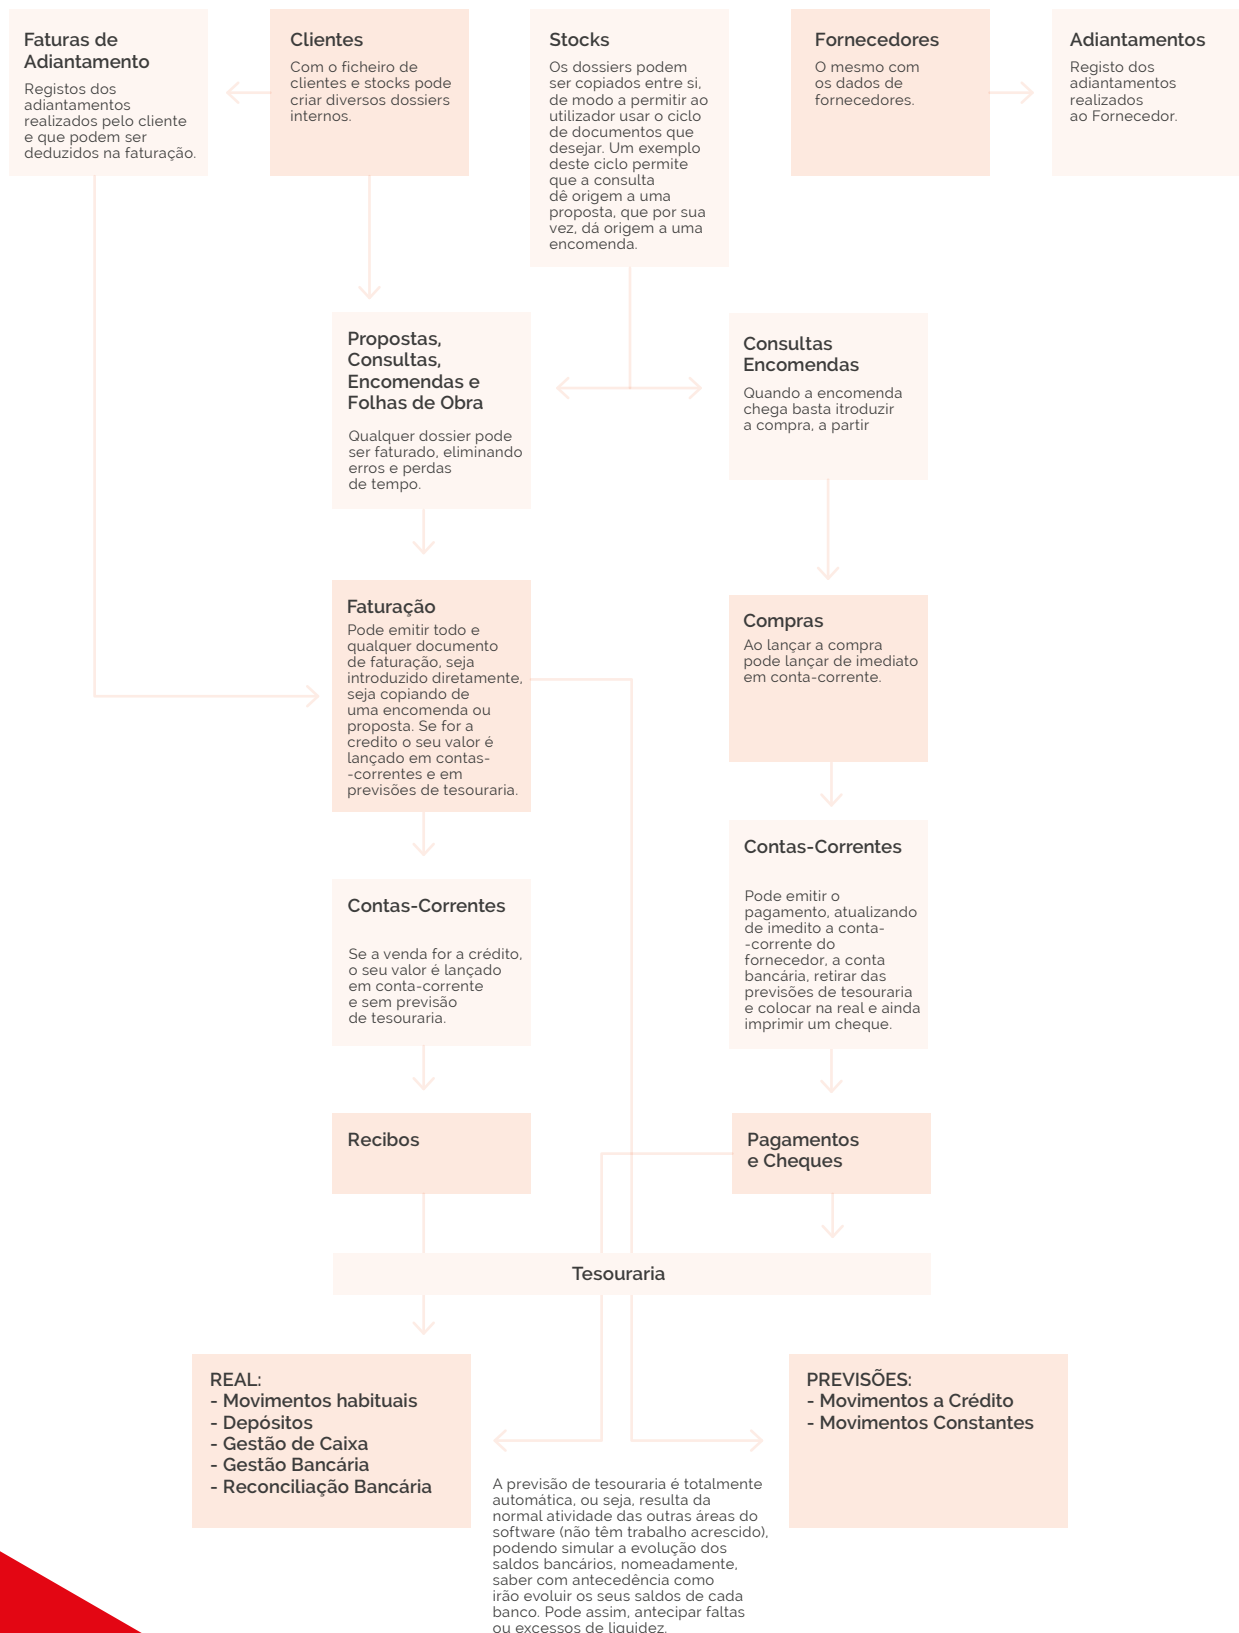 Faturas de
Adiantamento
Registos dos
adiantamentos
realizados pelo cliente
e que podem ser
deduzidos na faturação.
Clientes
Com o ficheiro de
clientes e stocks pode
criar diversos dossiers
internos.
Stocks
Os dossiers podem
ser copiados entre si,
de modo a permitir ao
utilizador usar o ciclo
de documentos que
desejar. Um exemplo
deste ciclo permite
que a consulta
dê origem a uma
proposta, que por sua
vez, dá origem a uma
encomenda.
Fornecedores
O mesmo com
os dados de
fornecedores.
Adiantamentos
Registo dos
adiantamentos
realizados
ao Fornecedor.
Propostas,
Consultas,
Encomendas e
Folhas de Obra
Qualquer dossier pode
ser faturado, eliminando
erros e perdas
de tempo.
Consultas
Encomendas
Quando a encomenda
chega basta itroduzir
a compra, a partir
Faturação
Pode emitir todo e
qualquer documento
de faturação, seja
introduzido diretamente,
seja copiando de
uma encomenda ou
proposta. Se for a
credito o seu valor é
lançado em contas-
-correntes e em
previsões de tesouraria.
Compras
Ao lançar a compra
pode lançar de imediato
em conta-corrente.
Contas-Correntes
Se a venda for a crédito,
o seu valor é lançado
em conta-corrente
e sem previsão
de tesouraria.
Contas-Correntes
Pode emitir o
pagamento, atualizando
de imedito a conta-
-corrente do
fornecedor, a conta
bancária, retirar das
previsões de tesouraria
e colocar na real e ainda
imprimir um cheque.
Recibos
Pagamentos
e Cheques
Tesouraria
REAL:
- Movimentos habituais
- Depósitos
- Gestão de Caixa
- Gestão Bancária
- Reconciliação Bancária
PREVISÕES:
- Movimentos a Crédito
- Movimentos Constantes
A previsão de tesouraria é totalmente
automática, ou seja, resulta da
normal atividade das outras áreas do
software (não têm trabalho acrescido),
podendo simular a evolução dos
saldos bancários, nomeadamente,
saber com antecedência como
irão evoluir os seus saldos de cada
banco. Pode assim, antecipar faltas
ou excessos de liquidez.